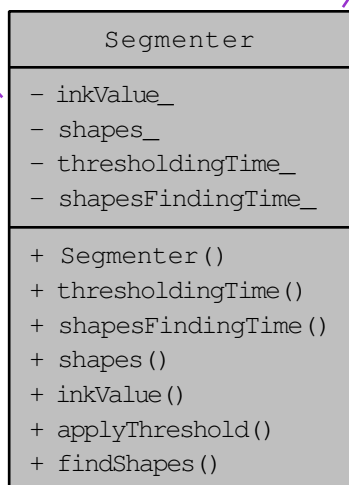 Segmenter
- inkValue_
- shapes_
- thresholdingTime_
- shapesFindingTime_
+ Segmenter()
+ thresholdingTime()
+ shapesFindingTime()
+ shapes()
+ inkValue()
+ applyThreshold()
+ findShapes()